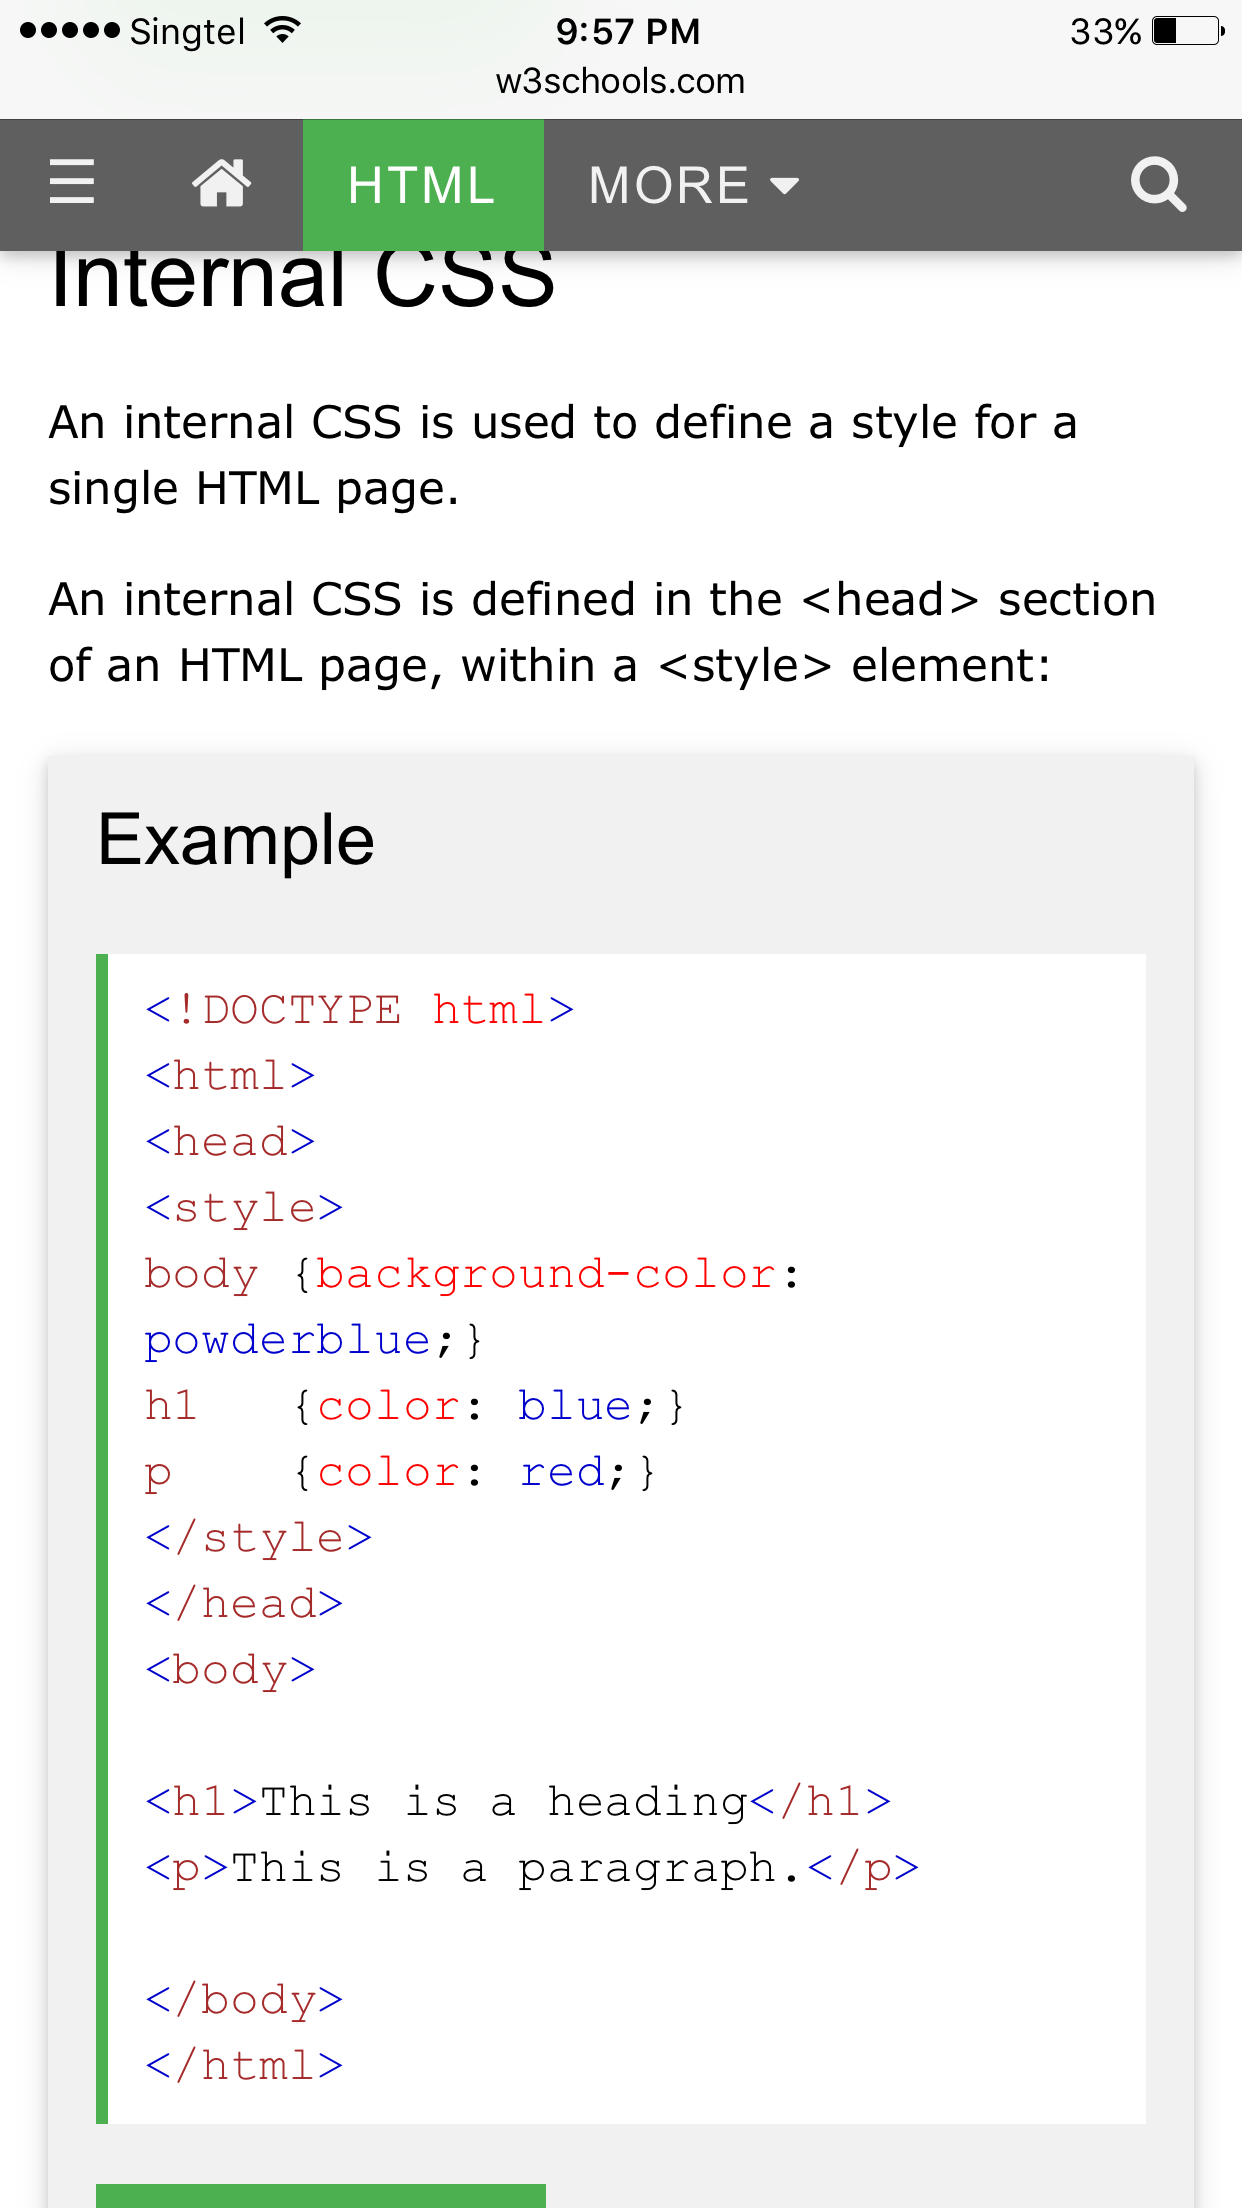 Singtel 9:57 PM 33%
w3schools.com
HTML MORE
Internal CSS
An internal CSS is used to define a style for a
single HTML page.
An internal CSS is defined in the <head> section
of an HTML page, within a <style> element:
Example
<!DOCTYPE html>
<html>
<head>
<style>
body {background-color:
powderblue;}
h1   {color: blue;}
p    {color: red;}
</style>
</head>
<body>
<h1>This is a heading</h1>
<p>This is a paragraph.</p>
</body>
</html>